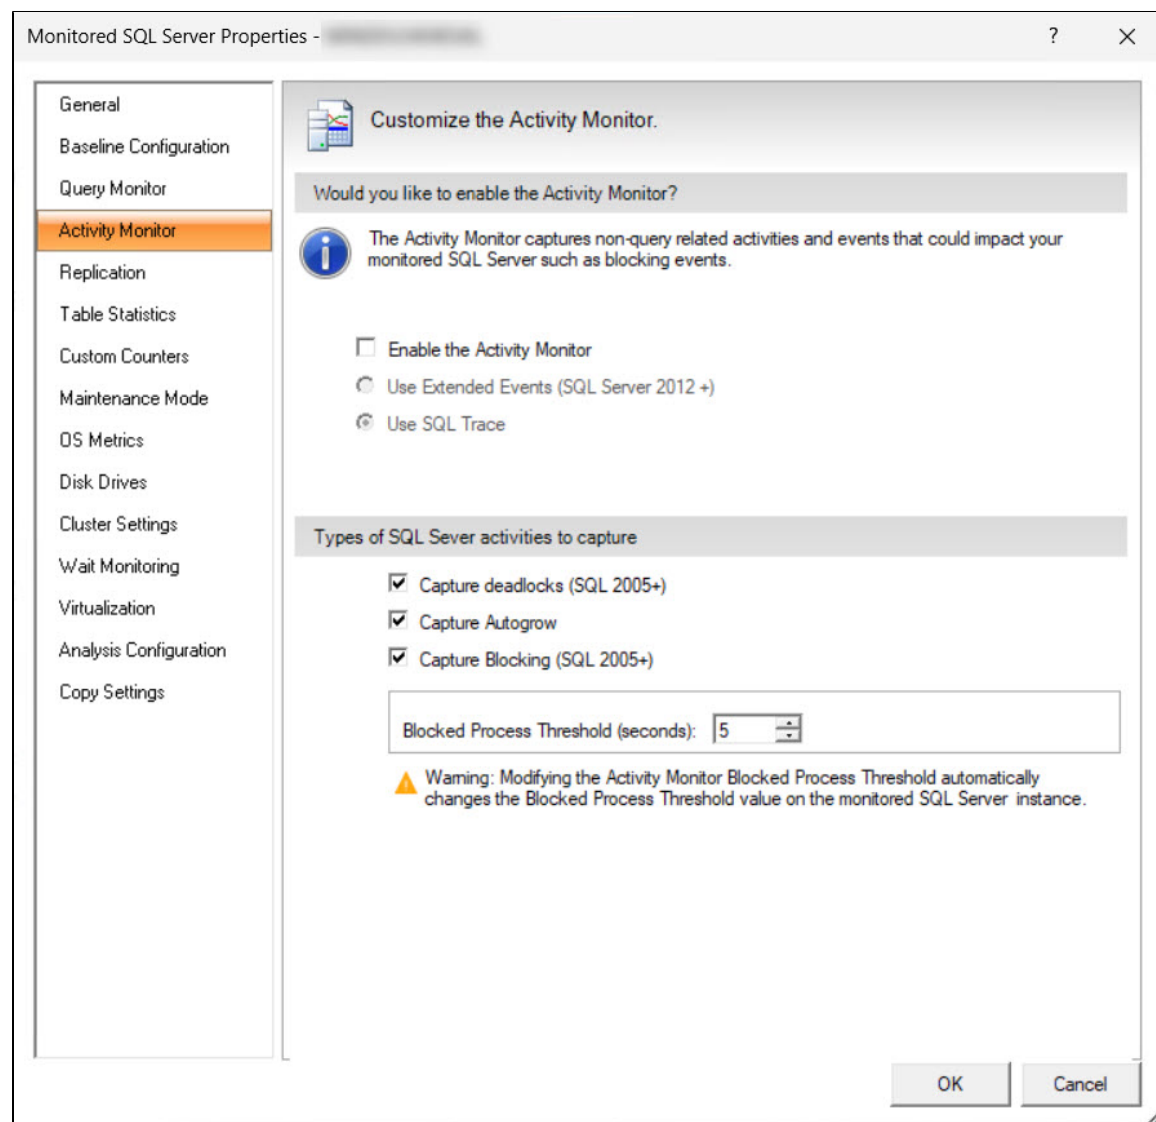 Monitored SQL Server Properties -
?
General
Baseline Configuration
Query Monitor
Activity Monitor
Replication
Table Statistics
Custom Counters
Maintenance Mode
OS Metrics
Disk Drives
Cluster Settings
Wait Monitoring
Virtualization
Analysis Configuration
Copy Settings
Customize the Activity Monitor.
Would you like to enable the Activity Monitor?
The Activity Monitor captures non-query related activities and events that could impact your
monitored SQL Server such as blocking events.
Enable the Activity Monitor
Use Extended Events (SQL Server 2012 +)
Use SQL Trace
Types of SQL Sever activities to capture
Capture deadlocks (SQL 2005+)
Capture Autogrow
Capture Blocking (SQL 2005+)
Blocked Process Threshold (seconds): 5
Warning: Modifying the Activity Monitor Blocked Process Threshold automatically
changes the Blocked Process Threshold value on the monitored SQL Server instance.
OK Cancel